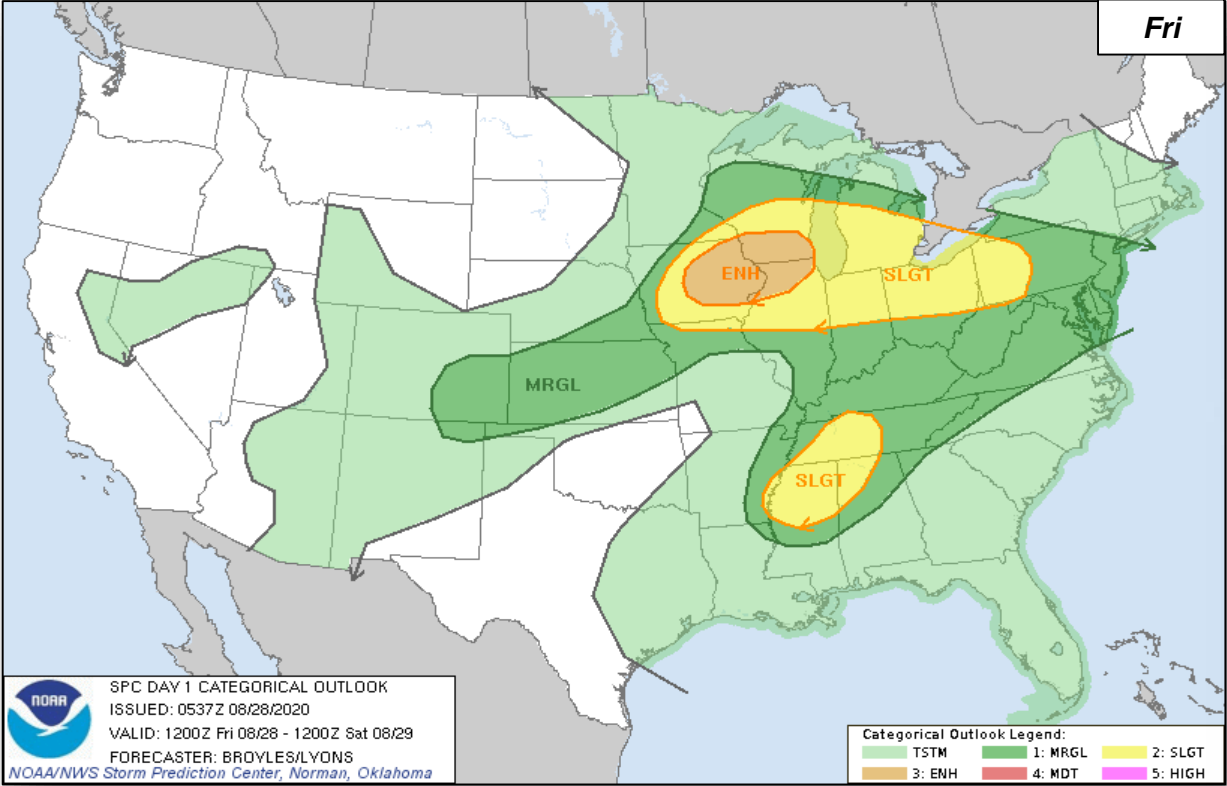 Fri
ENH
SLGT
MRGL
SLGT
NOAA
SPC DAY 1 CATEGORICAL OUTLOOK
ISSUED: 0537Z 08/28/2020
VALID: 1200Z Fri 08/28 - 1200Z Sat 08/29
FORECASTER: BROYLES/LYONS
NOAA/NWS Storm Prediction Center, Norman, Oklahoma
Categorical Outlook Legend:
TSTM 1: MRGL 2: SLGT
3: ENH 4: MDT 5: HIGH